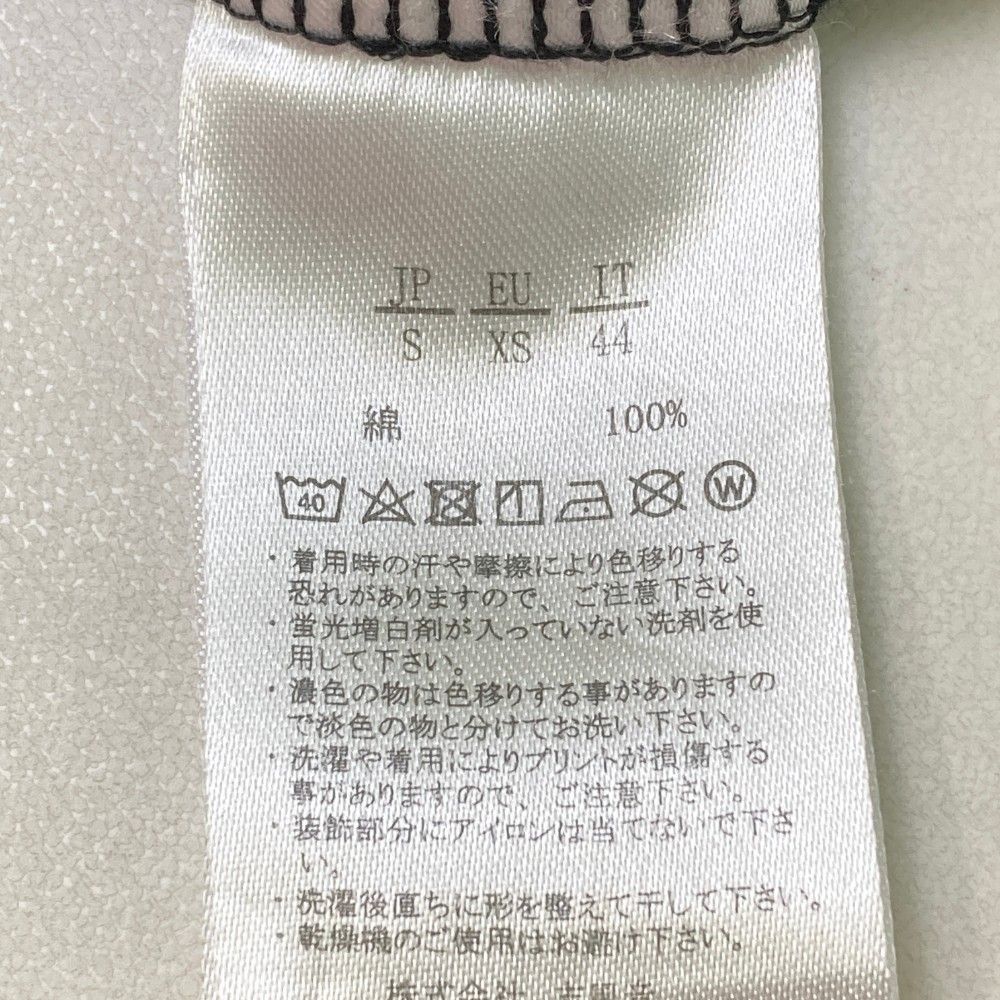 JP EU IT
S XS 44
綿 100%
40 W
・着用時の汗や摩擦により色移りする
恐れがありますので、ご注意下さい。
・蛍光増白剤が入っていない洗剤を使
用して下さい。
・濃色の物は色移りする事があります の
で淡色の物と分けてお洗い下さい。
・洗濯や着用によりプリントが損傷する
事がありますので、ご注意下さい。
・装飾部分にアイロンは当てないで下さ
い。
・洗濯後直ちに形を整えて干して下さい。
・乾燥機のご使用はお避け下さい。
株式会社